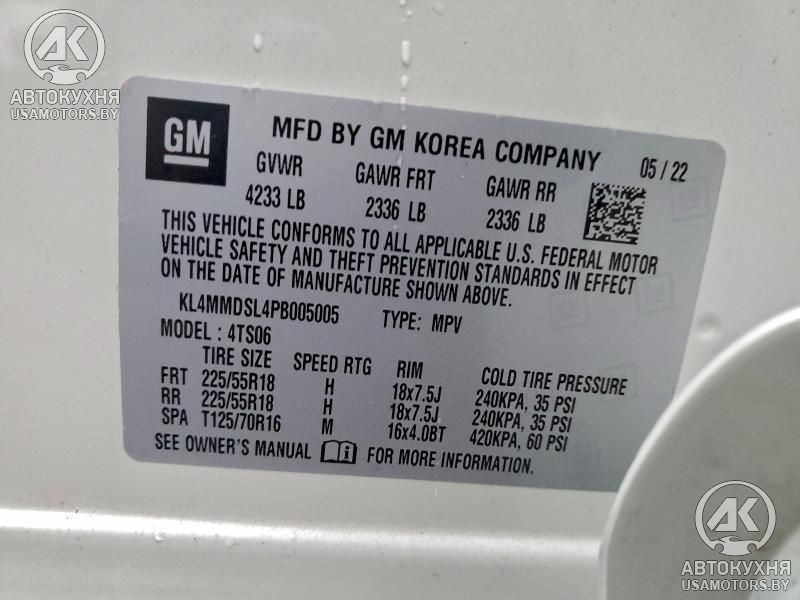 AK
АВТОКУХНЯ
USAMOTORS.BY
GM
MFD BY GM KOREA COMPANY 05 / 22
GVWR GAWR FRT GAWR RR
4233 LB 2336 LB 2336 LB
THIS VEHICLE CONFORMS TO ALL APPLICABLE U.S. FEDERAL MOTOR
VEHICLE SAFETY AND THEFT PREVENTION STANDARDS IN EFFECT
ON THE DATE OF MANUFACTURE SHOWN ABOVE.
KL4MMDSL4PB005005 TYPE: MPV
MODEL : 4TS06
TIRE SIZE SPEED RTG RIM COLD TIRE PRESSURE
FRT 225/55R18 H 18x7.5J 240KPA, 35 PSI
RR 225/55R18 H 18x7.5J 240KPA, 35 PSI
SPA T125/70R16 M 16x4.0BT 420KPA, 60 PSI
SEE OWNER'S MANUAL FOR MORE INFORMATION.
AK
АВТОКУХНЯ
USAMOTORS.BY